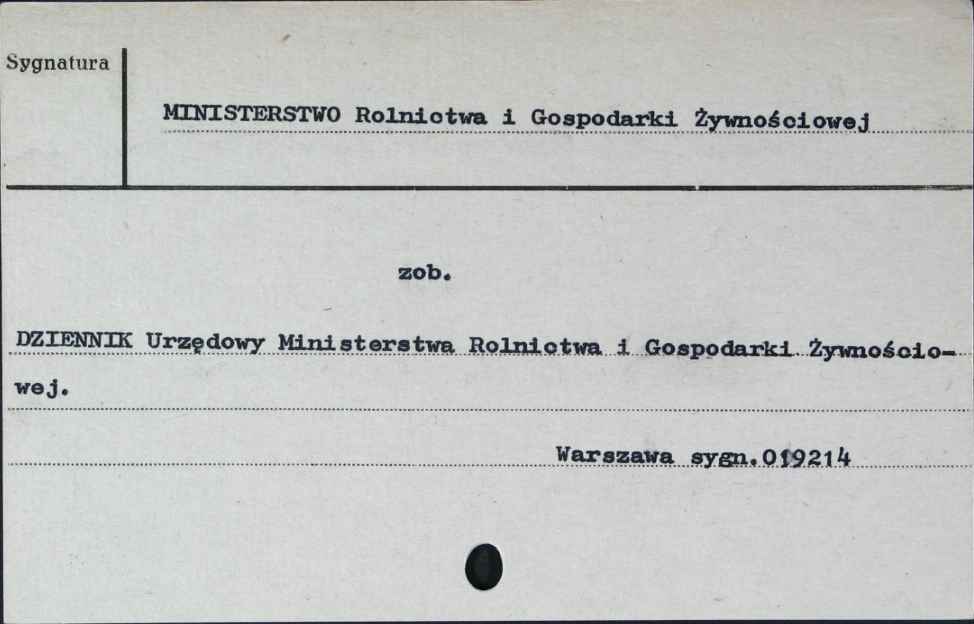 Sygnatura
MINISTERSTWO Rolnictwa i Gospodarki Żywnościowej
zob.
DZIENNIK Urzędowy Ministerstwa Rolnictwa i Gospodarki Żywnościo-
wej.
Warszawa sygn.019214